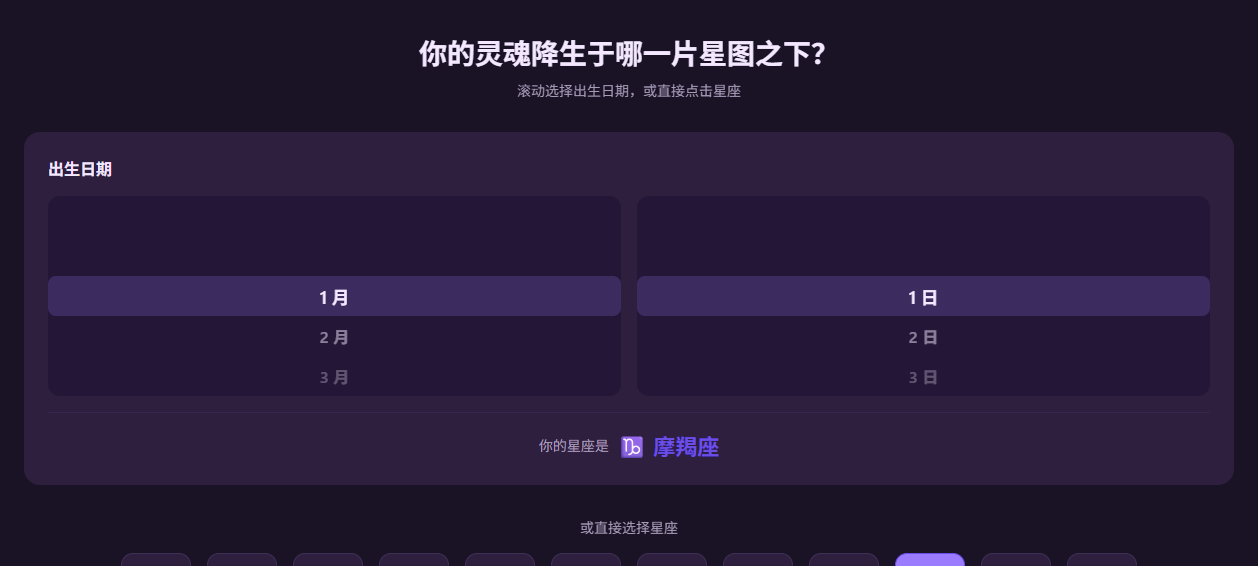 你的灵魂降生于哪一片星图之下？
滚动选择出生日期，或直接点击星座
出生日期
1 月
1 日
2 月
2 日
3 月
3 日
你的星座是 ♑ 摩羯座
或直接选择星座